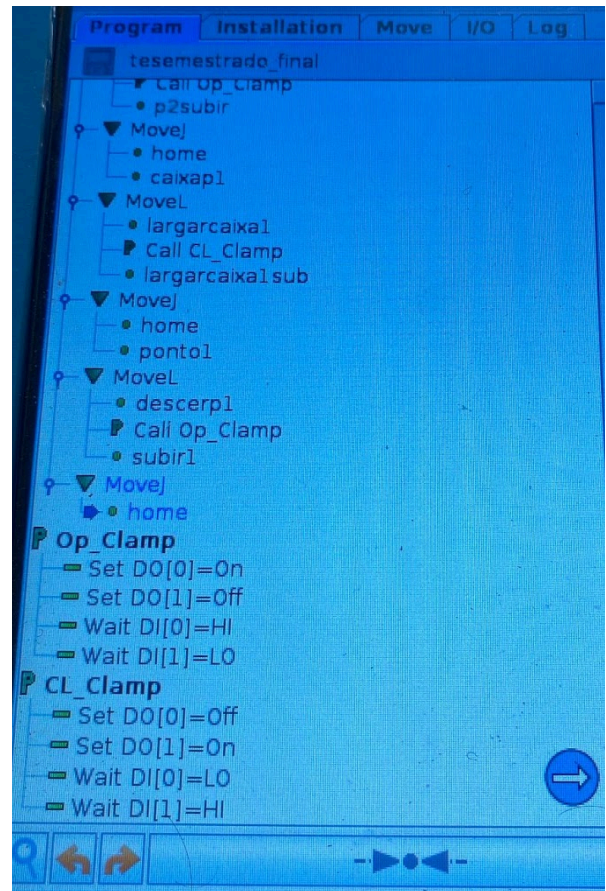 Program Installation Move I/O Log
tesemestrado_final
Call Op_Clamp
p2subir
MoveJ
home
caixap1
MoveL
largarcaixa1
Call CL_Clamp
largarcaixa1sub
MoveJ
home
ponto1
MoveL
descerp1
Call Op_Clamp
subir1
MoveJ
home
Op_Clamp
Set DO[0]=On
Set DO[1]=Off
Wait DI[0]=HI
Wait DI[1]=LO
CL_Clamp
Set DO[0]=Off
Set DO[1]=On
Wait DI[0]=LO
Wait DI[1]=HI